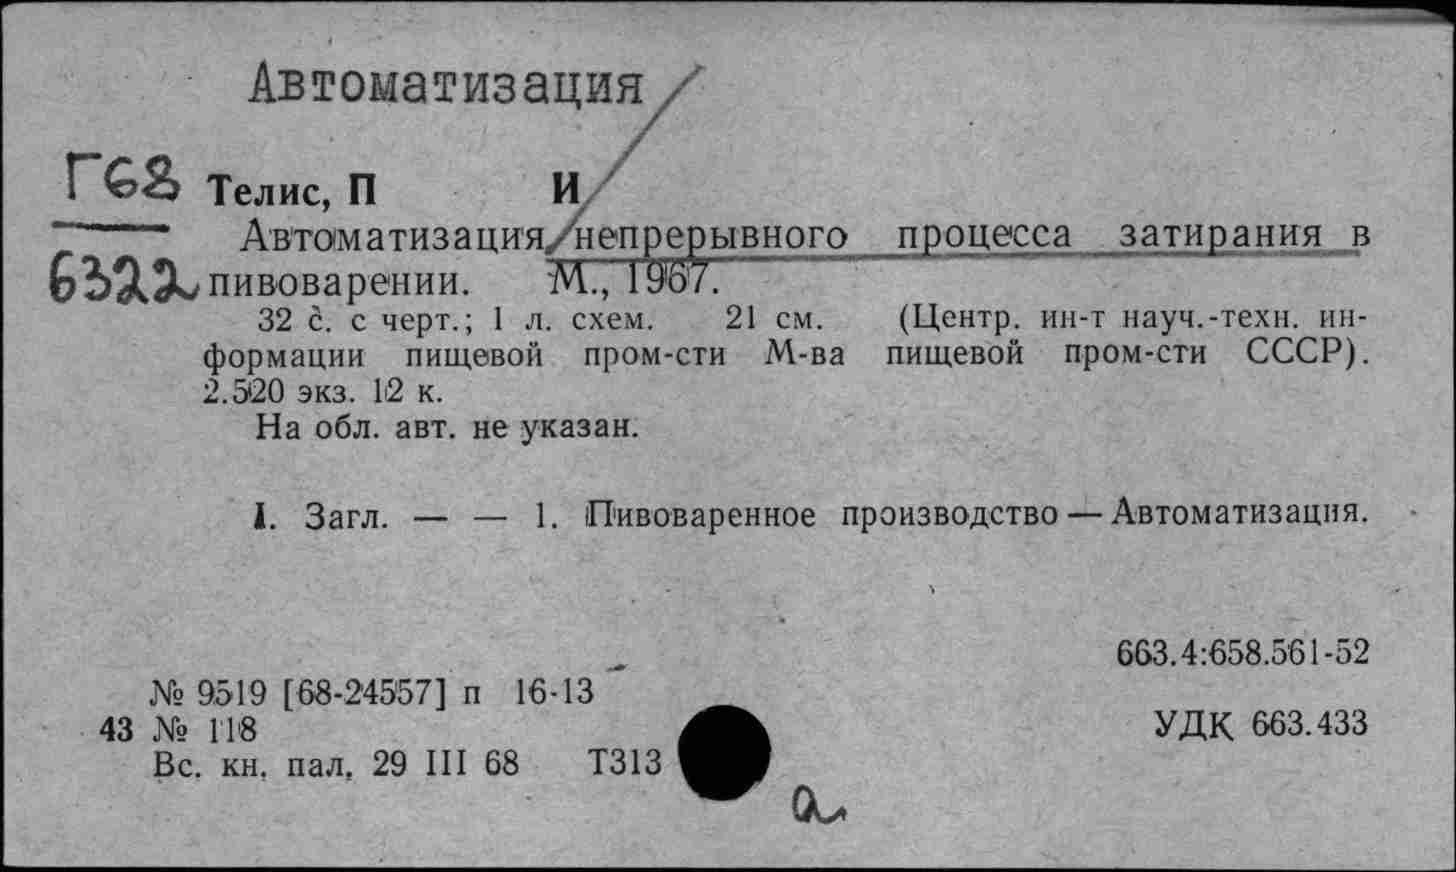 Автоматизация
Г68 Телис, П И
Автоматизация непрерывного процесса затирания в
пивоварении. М., 1967.
32 с. с черт.; 1 л. схем. 21 см. (Центр. ин-т науч.-техн. ин-
формации пищевой пром-сти М-ва пищевой пром-сти СССР).
2.520 экз. 12 к.
На обл. авт. не указан.
I. Загл. — — 1. Пивоваренное производство — Автоматизация.
663.4:658.561-52
№ 9519 [68-24557] п 16-13
43 № 118
УДК 663.433
Вс. кн. пал. 29 III 68 Т313